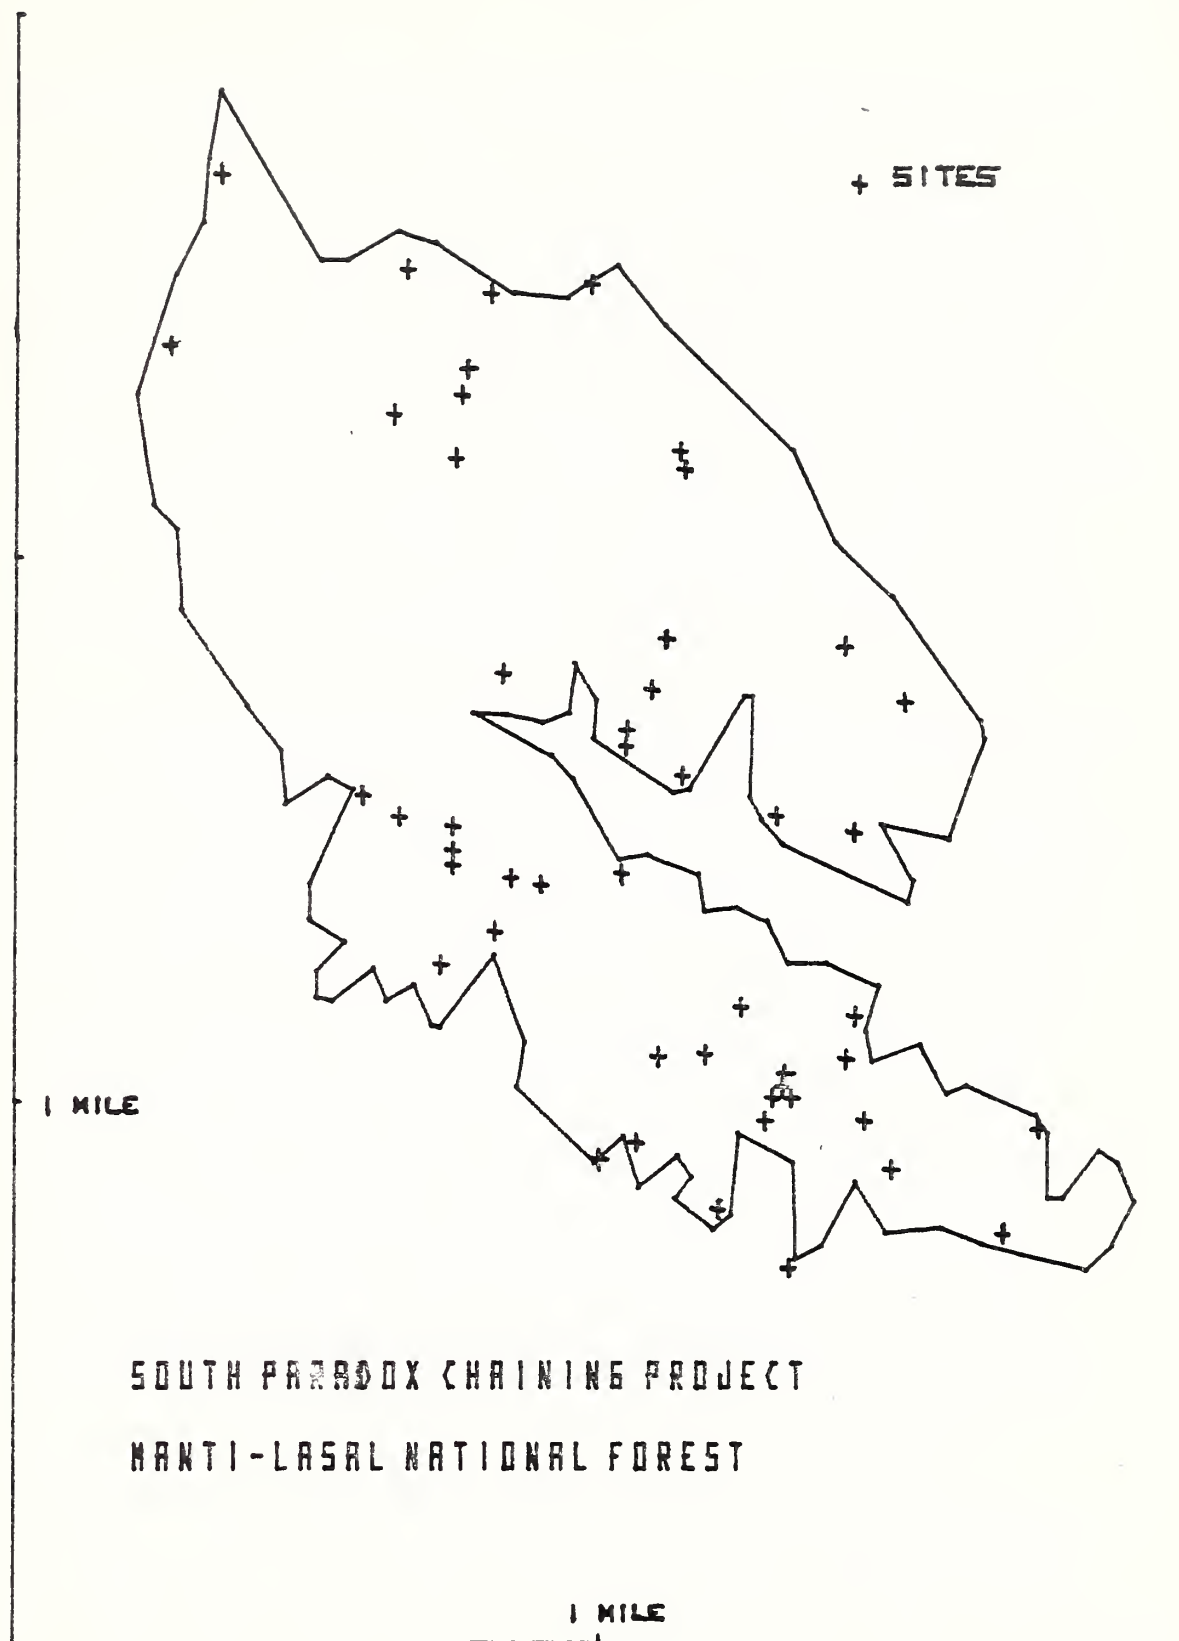 + SITES
1 MILE
SOUTH PARADOX CHAINING PROJECT
MANTI-LASAL NATIONAL FOREST
1 MILE